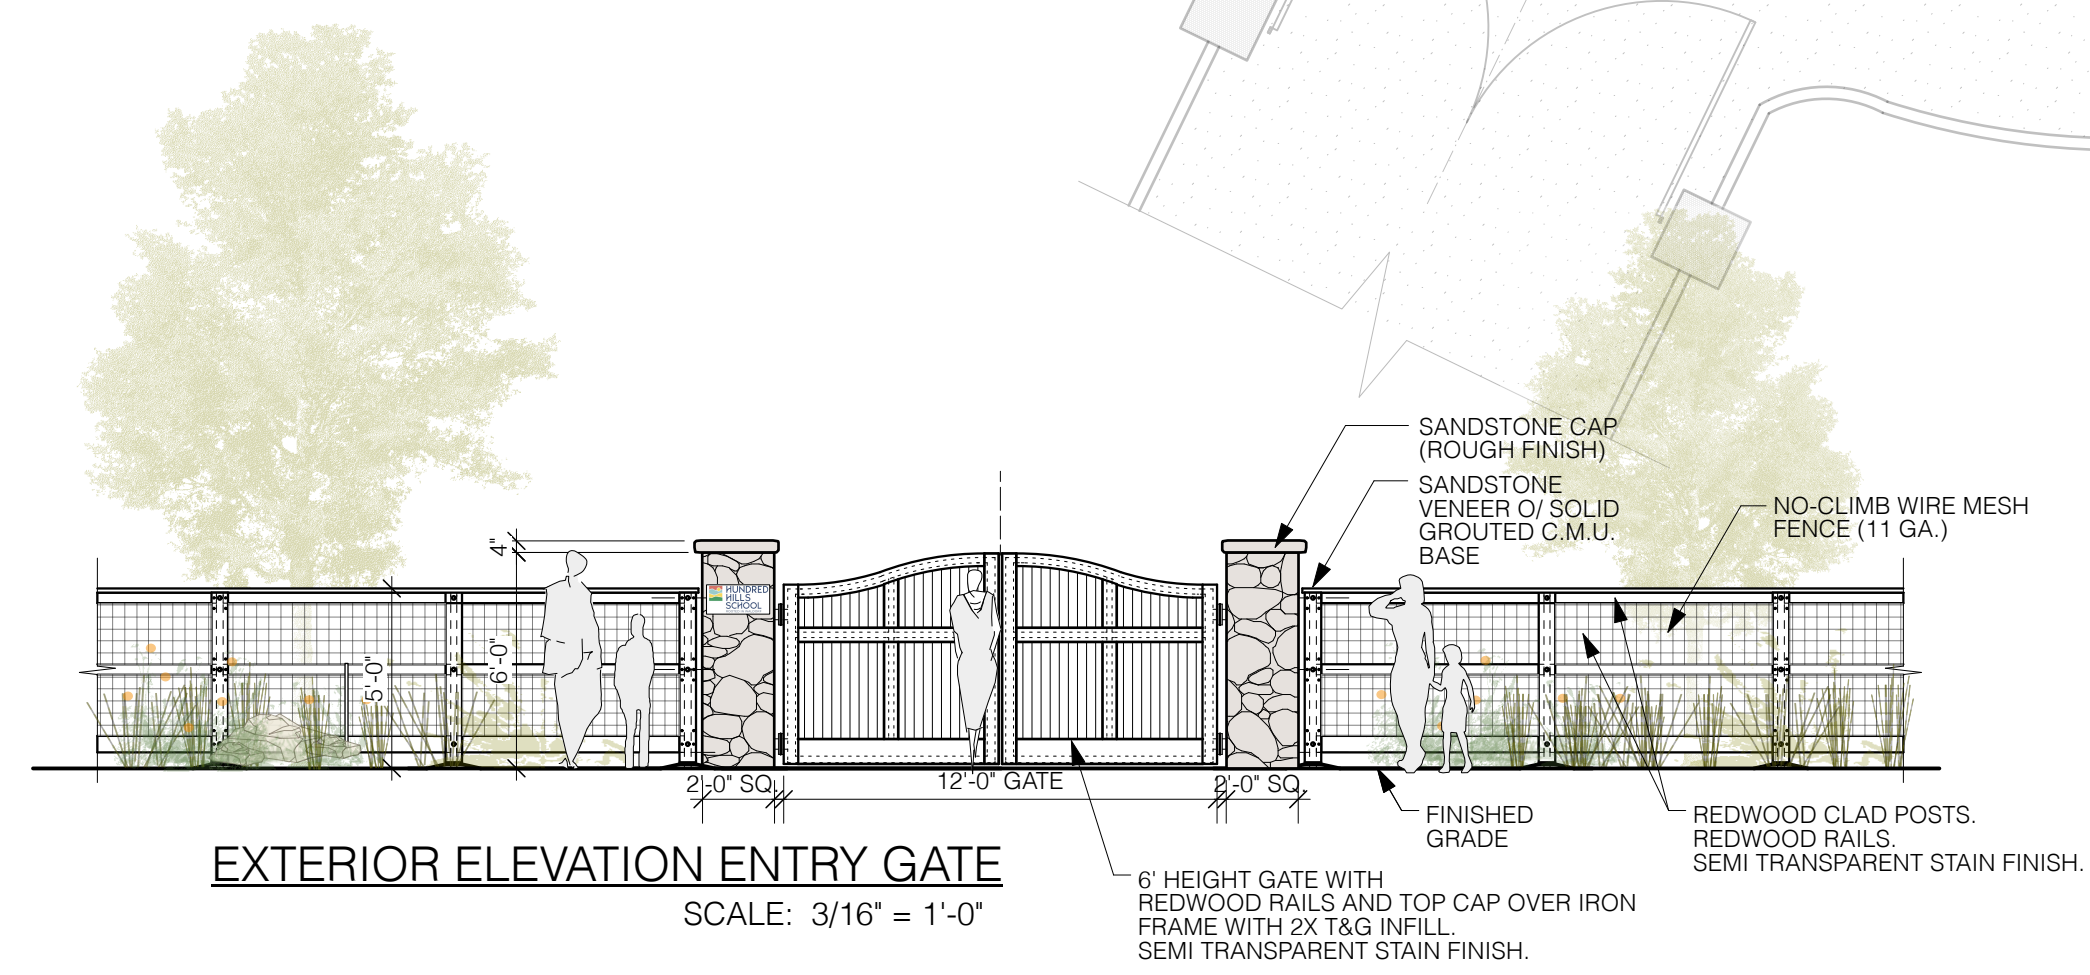 SANDSTONE CAP
(ROUGH FINISH)
SANDSTONE
VENEER O/ SOLID
GROUTED C.M.U.
BASE
NO-CLIMB WIRE MESH
FENCE (11 GA.)
4"
6'-0"
5'-0"
HUNDRED
HILLS
SCHOOL
2'-0" SQ.
12'-0" GATE
2'-0" SQ.
FINISHED
GRADE
REDWOOD CLAD POSTS.
REDWOOD RAILS.
SEMI TRANSPARENT STAIN FINISH.
EXTERIOR ELEVATION ENTRY GATE
SCALE: 3/16" = 1'-0"
6' HEIGHT GATE WITH
REDWOOD RAILS AND TOP CAP OVER IRON
FRAME WITH 2X T&G INFILL.
SEMI TRANSPARENT STAIN FINISH.